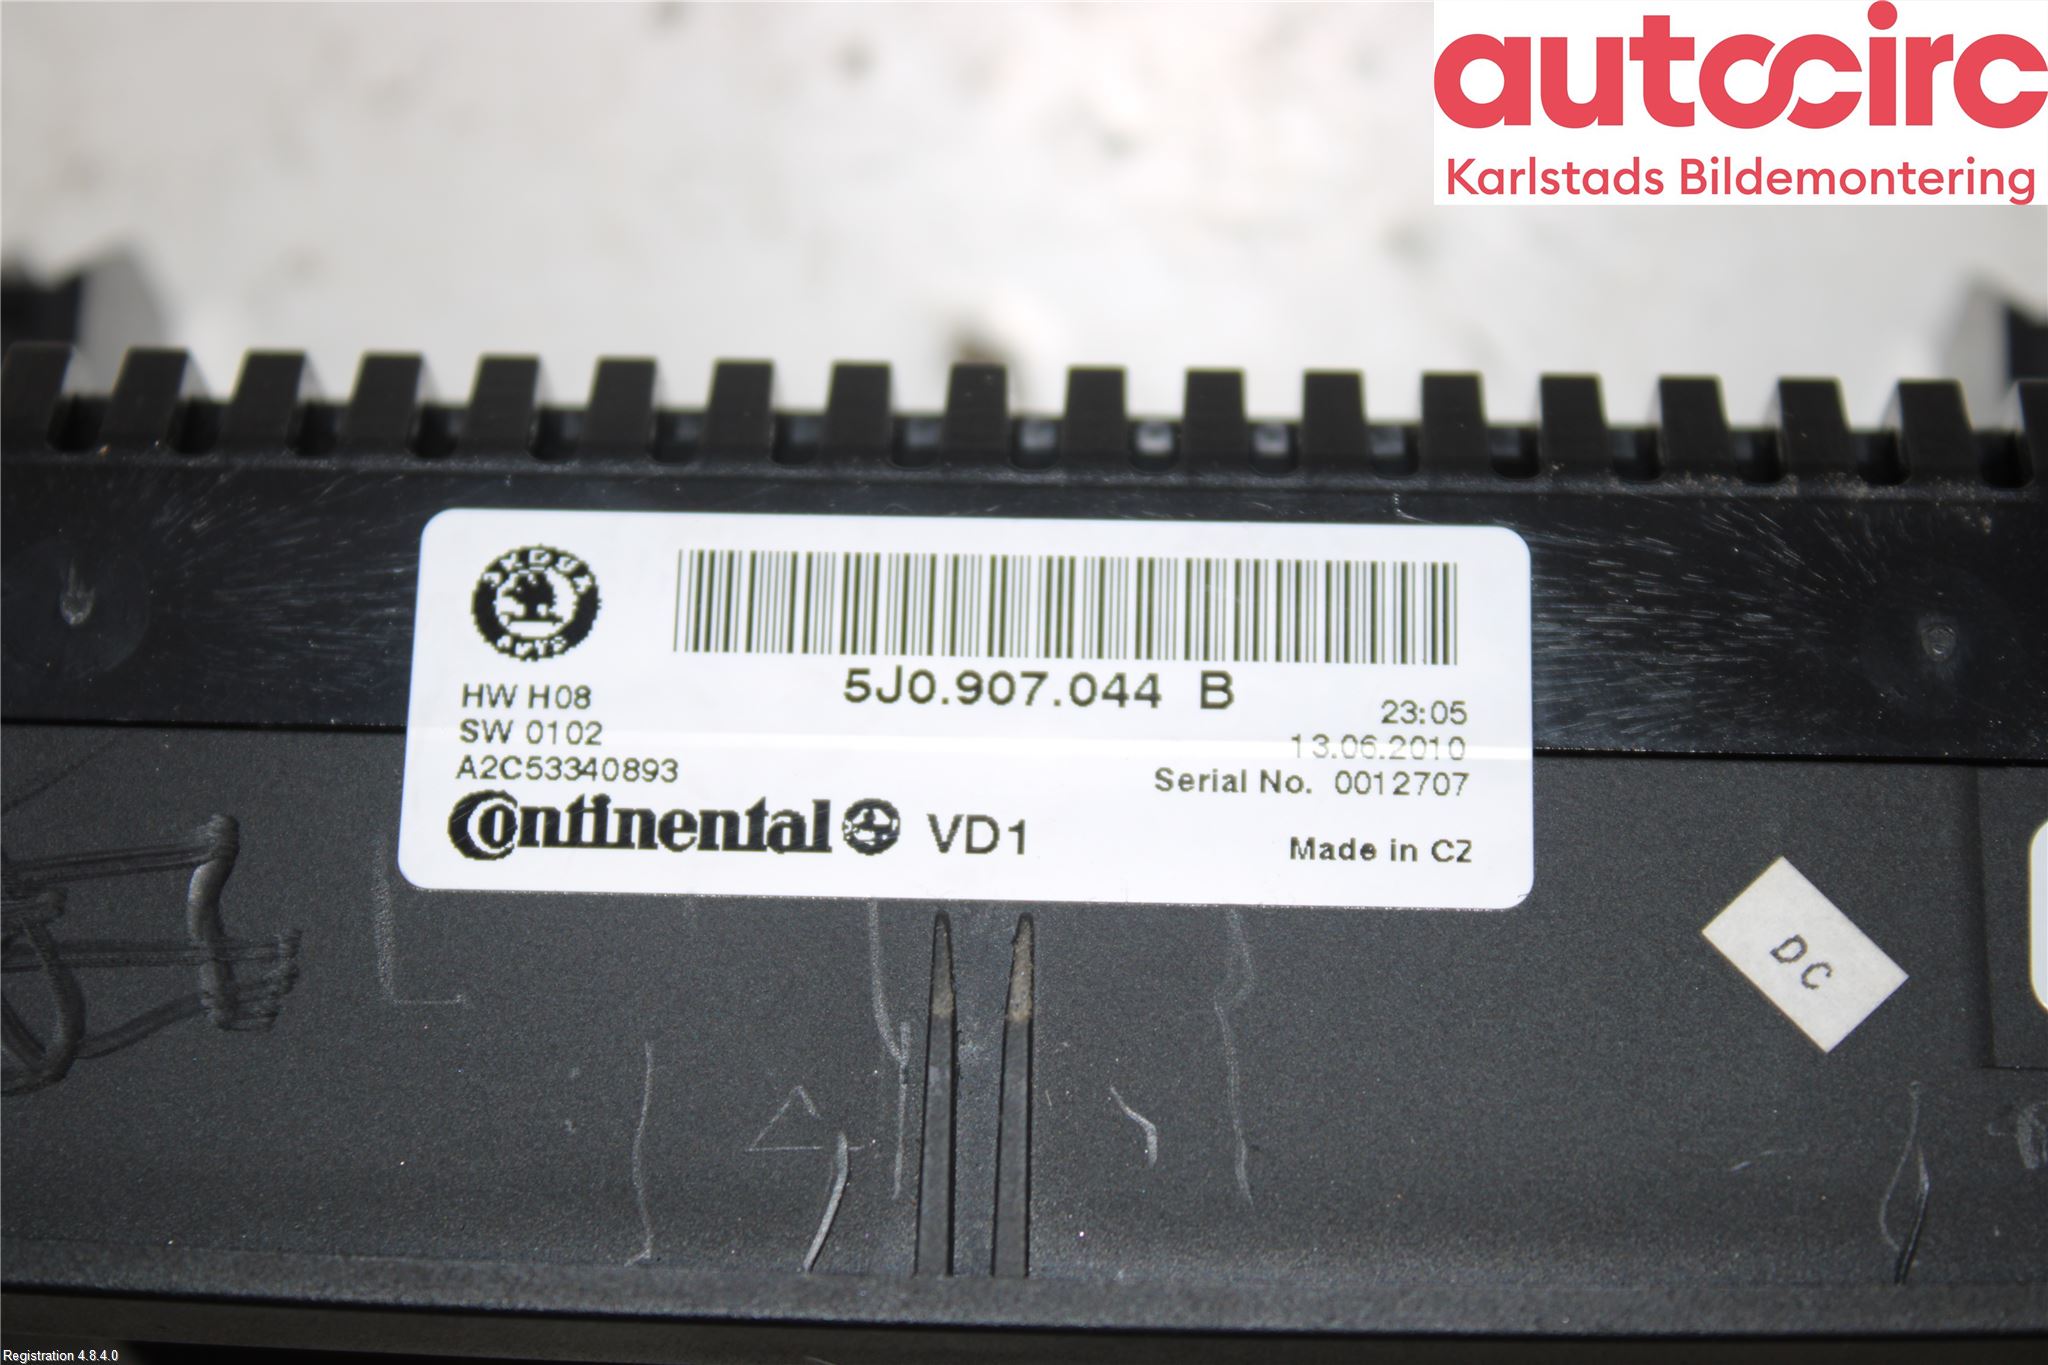 autocirc
Karlstads Bildemontering
SKODA
AUTO
5J0.907.044 B
HW H08
SW 0102
A2C53340893
23:05
13.06.2010
Serial No. 0012707
Continental VD1
Made in CZ
DC
Registration 4.8.4.0